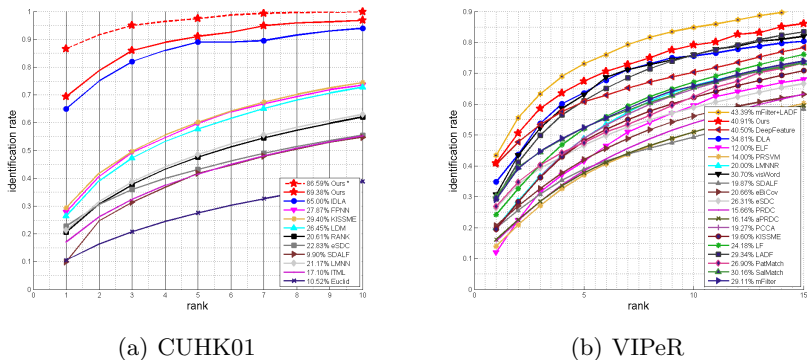 1
0.9
0.8
0.7
0.6
0.5
0.4
0.3
0.2
0.1
0
identification rate
0 1 2 3 4 5 6 7 8 9 10
rank
86.59% Ours*
69.38% Ours
65.00% IDLA
27.87% FPNN
29.40% KISSME
26.45% LDM
20.61% RANK
22.83% eSDC
9.90% SDALF
21.17% LMNN
17.10% ITML
10.52% Euclid
(a) CUHK01
0.9
0.8
0.7
0.6
0.5
0.4
0.3
0.2
0.1
0
identification rate
0 5 10 15
rank
43.39% mFilter+LADF
40.91% Ours
40.50% DeepFeature
34.81% IDLA
12.00% ELF
14.00% PRSVM
20.00% LMNNR
30.70% visWord
19.87% SDALF
20.66% eBiCov
26.31% eSDC
15.66% PRDC
16.14% aPRDC
19.27% PCCA
19.60% KISSME
24.18% LF
29.34% LADF
26.90% PatMatch
30.16% SalMatch
29.11% mFilter
(b) VIPeR